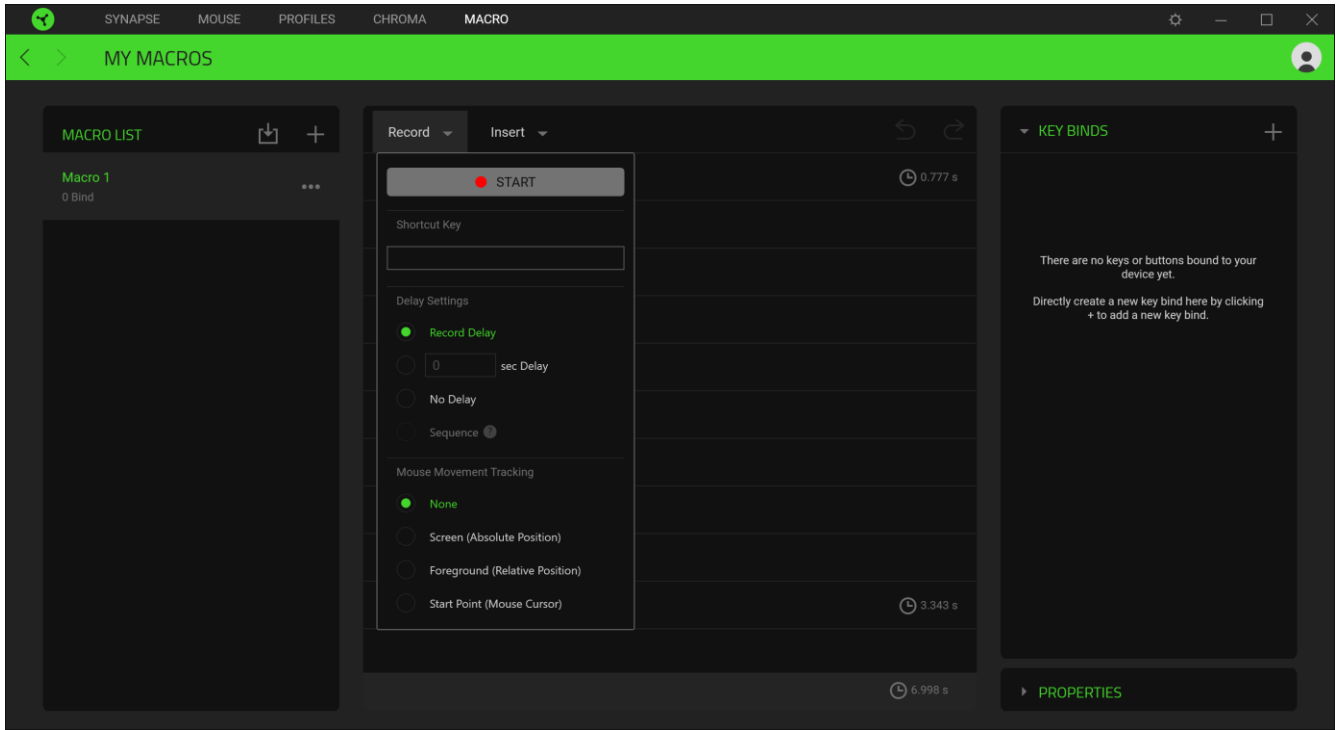 SYNAPSE MOUSE PROFILES CHROMA MACRO
MY MACROS
MACRO LIST
Macro 1
0 Bind
Record Insert
0.777 s
START
Shortcut Key
Delay Settings
Record Delay
0 sec Delay
No Delay
Sequence ?
Mouse Movement Tracking
None
Screen (Absolute Position)
Foreground (Relative Position)
Start Point (Mouse Cursor)
3.343 s
6.998 s
KEY BINDS
There are no keys or buttons bound to your
device yet.
Directly create a new key bind here by clicking
+ to add a new key bind.
PROPERTIES